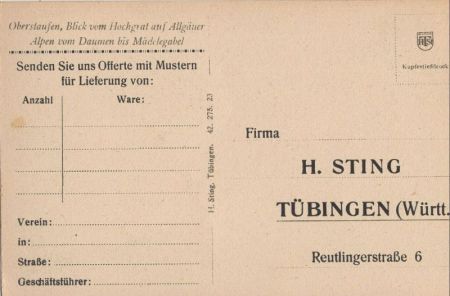 Oberstaufen, Blick vom Hochgrat auf Allgäuer
Alpen vom Daumen bis Mädelegabel
Senden Sie uns Offerte mit Mustern
für Lieferung von:
Anzahl Ware:
Verein:
in:
Straße:
Geschäftsführer:
H. Sting, Tübingen. 42. 275. 23
Kupfertiefdruck
Firma
H. STING
TÜBINGEN (Württ.
Reutlingerstraße 6